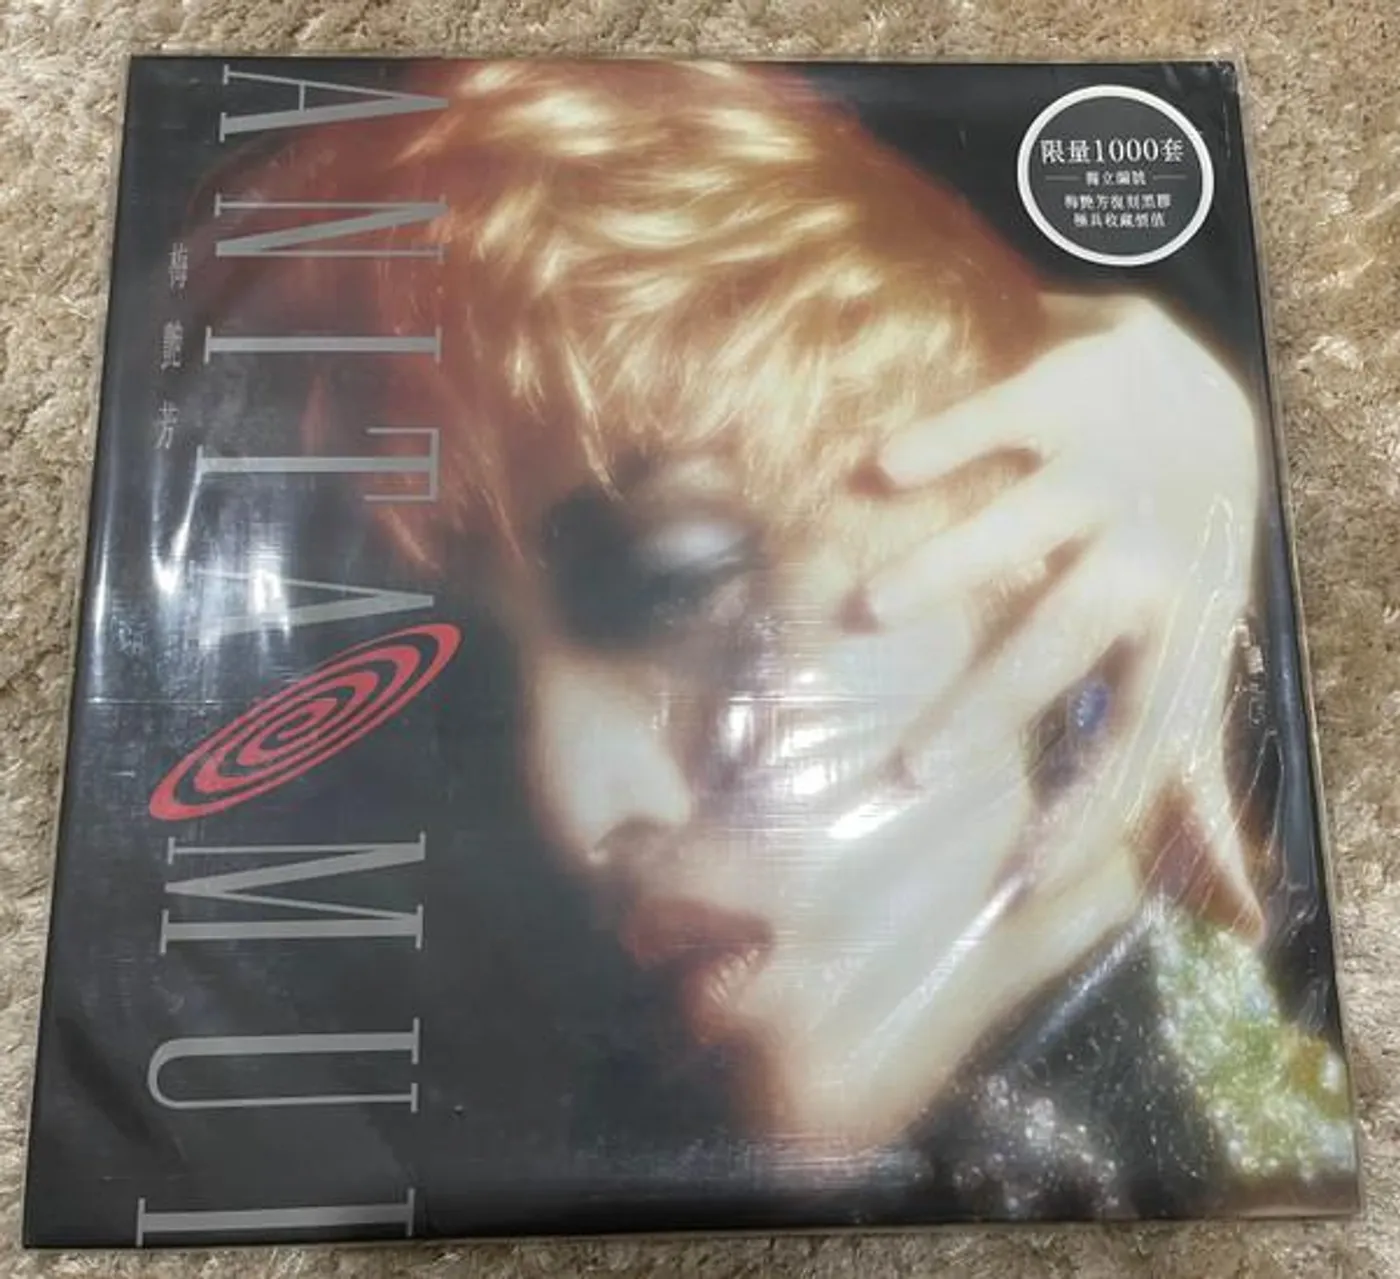 ANITA MUI
梅艷芳
限量1000套
獨立編號
梅艷芳復刻黑膠
極具收藏價值